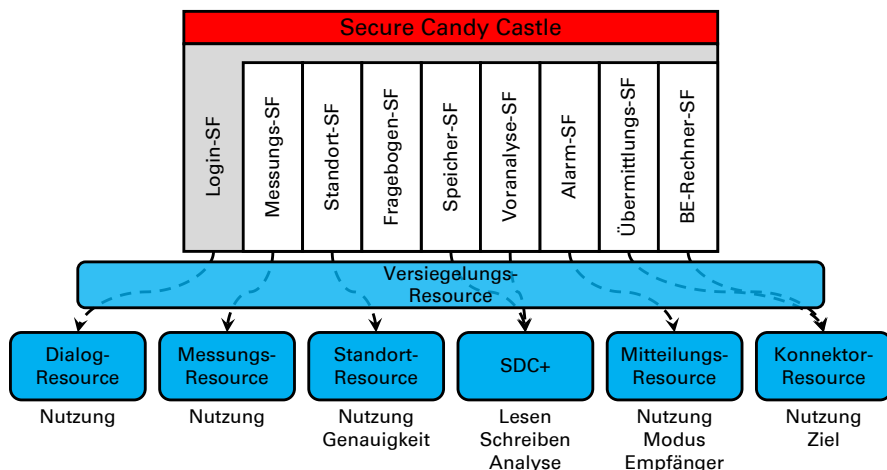 Secure Candy Castle
Login-SF
Messungs-SF
Standort-SF
Fragebogen-SF
Speicher-SF
Voranalyse-SF
Alarm-SF
Übermittlungs-SF
BE-Rechner-SF
Versiegelungs-
Resource
Dialog-
Resource
Messungs-
Resource
Standort-
Resource
SDC+
Mitteilungs-
Resource
Konnektor-
Resource
Nutzung
Nutzung
Nutzung
Genauigkeit
Lesen
Schreiben
Analyse
Nutzung
Modus
Empfänger
Nutzung
Ziel